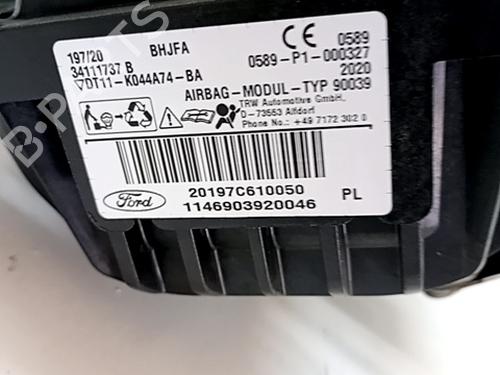 197/20 BHJFA CE 0589
34111737 B 0589-P1-000327
▽DT11-K044A74-BA 2020
AIRBAG-MODUL-TYP 90039
TRW Automotive GmbH,
D-73553 Alfdorf
Phone No.: +49 7172 302 0
20197C610050
Ford 1146903920046 PL